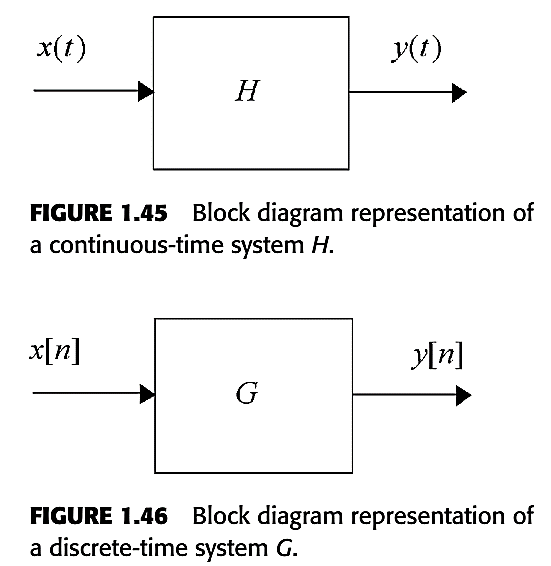 x(t) y(t)
H
FIGURE 1.45 Block diagram representation of
a continuous-time system H.
x[n] y[n]
G
FIGURE 1.46 Block diagram representation of
a discrete-time system G.